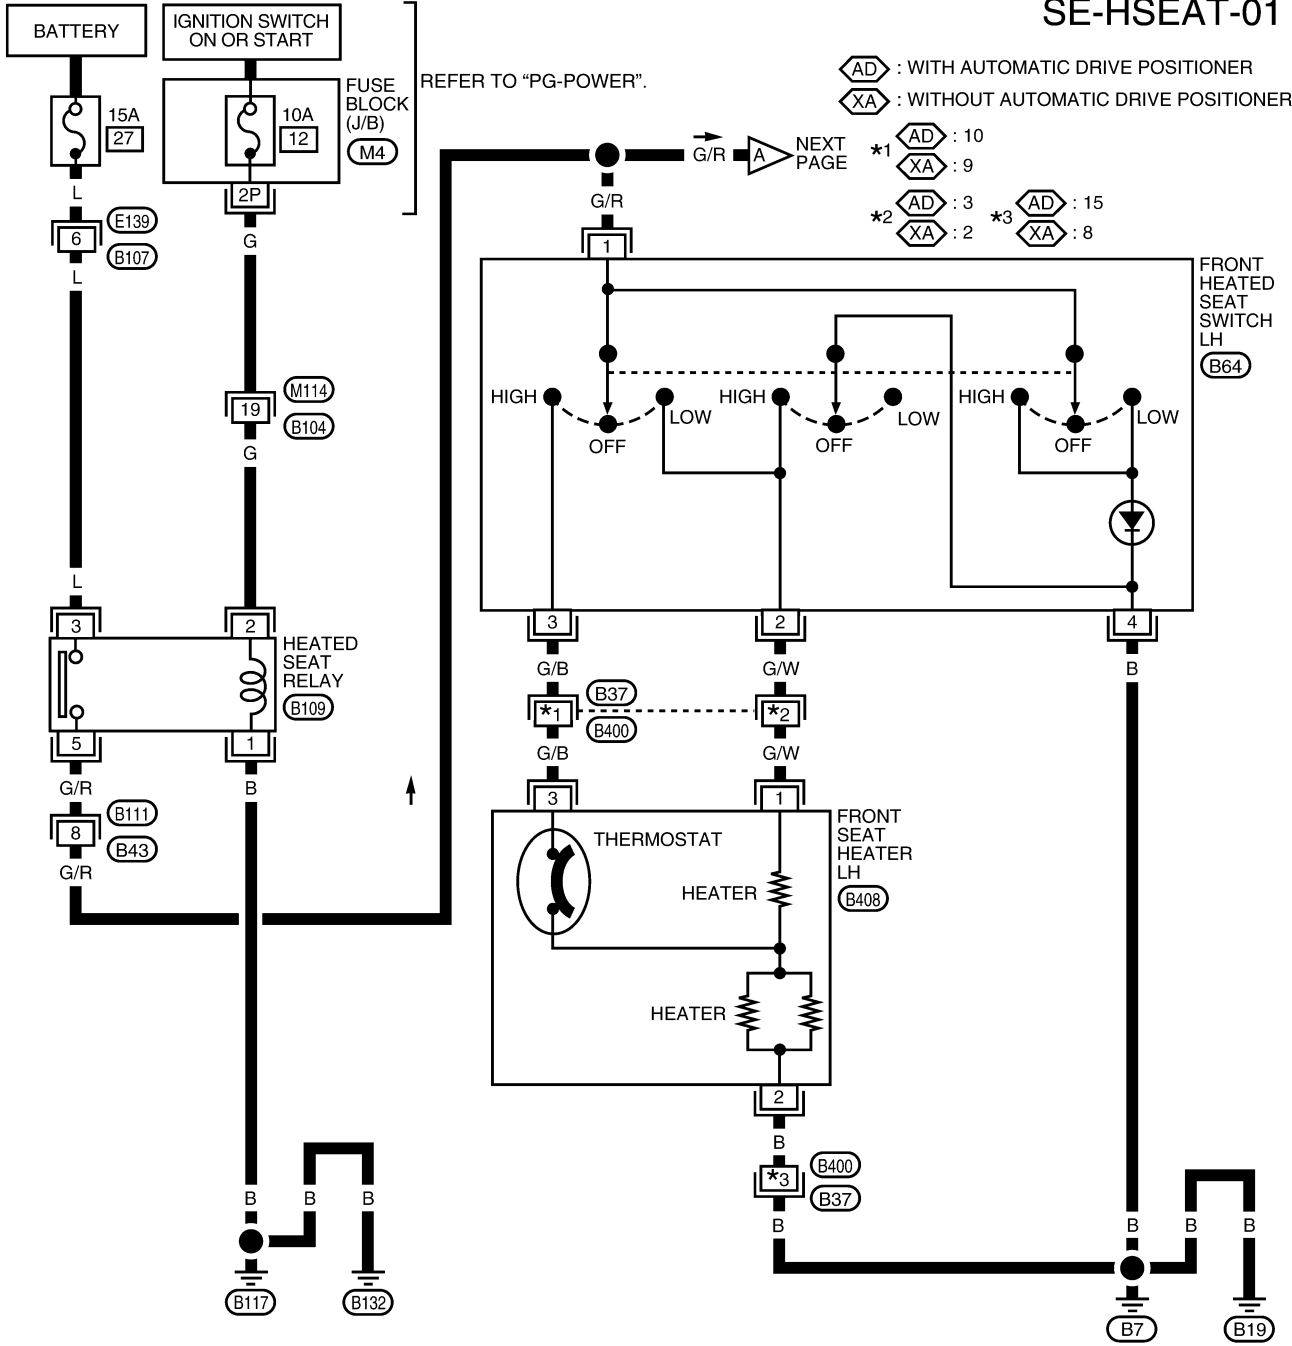 SE-HSEAT-01
BATTERY
IGNITION SWITCH
ON OR START
REFER TO “PG-POWER”.
AD : WITH AUTOMATIC DRIVE POSITIONER
XA : WITHOUT AUTOMATIC DRIVE POSITIONER
15A
27
10A
12
FUSE
BLOCK
(J/B)
M4
2P
*1
AD : 10
XA : 9
*2
AD : 3
XA : 2
*3
AD : 15
XA : 8
G/R
A
NEXT
PAGE
L
6
E139
B107
L
G
G/R
1
FRONT
HEATED
SEAT
SWITCH
LH
B64
HIGH
OFF
LOW
HIGH
OFF
LOW
HIGH
OFF
LOW
19
M114
B104
G
L
3
2
HEATED
SEAT
RELAY
B109
5
1
3
2
4
G/B
G/W
B
*1
B37
B400
*2
G/B
G/W
G/R
B
8
B111
B43
G/R
3
1
THERMOSTAT
HEATER
HEATER
FRONT
SEAT
HEATER
LH
B408
2
B
*3
B400
B37
B
B
B
B
B
B
B
B117
B132
B7
B19